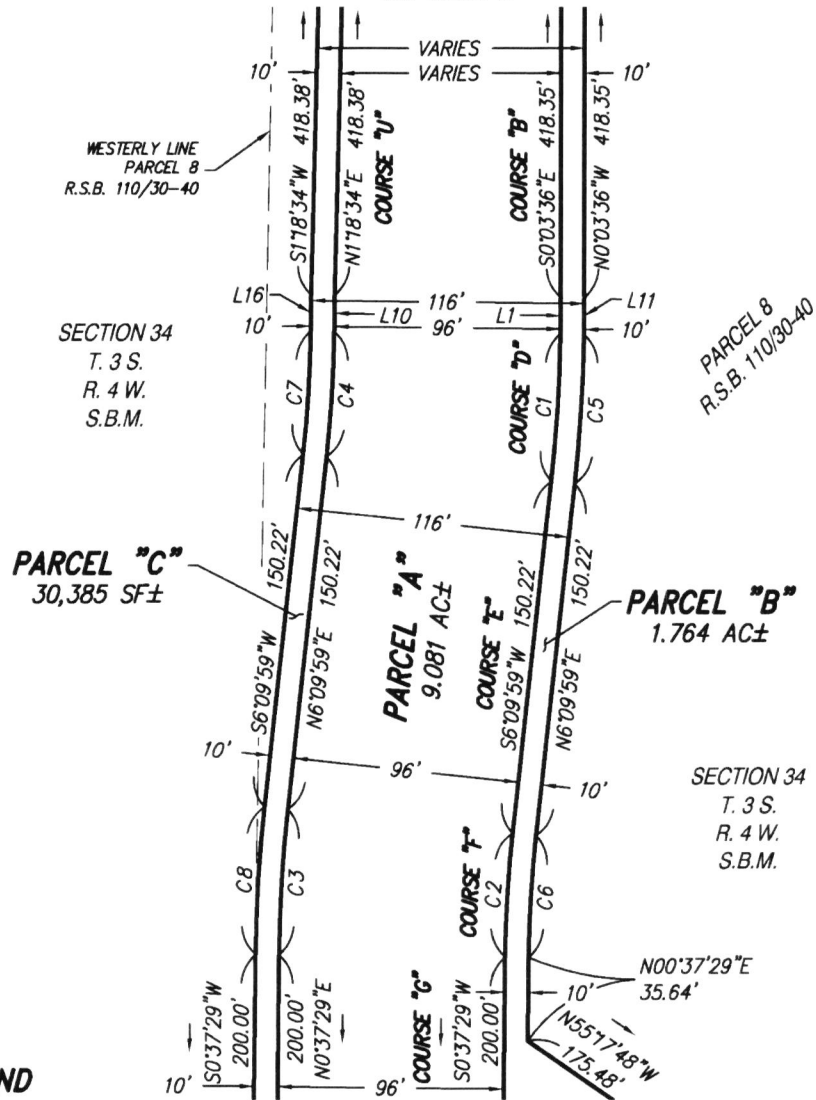 VARIES
10'
VARIES
10'
WESTERLY LINE
PARCEL 8
R.S.B. 110/30-40
S1°18'34"W 418.38'
N1°18'34"E 418.38'
COURSE "U"
COURSE "B"
S0°03'36"E 418.35'
N0°03'36"W 418.35'
L16
116'
L11
10'
L10
96'
L1
10'
SECTION 34
T. 3 S.
R. 4 W.
S.B.M.
PARCEL 8
R.S.B. 110/30-40
C7
C4
COURSE "D"
C1
C5
116'
PARCEL "C"
30,385 SF±
S6°09'59"W 150.22'
N6°09'59"E 150.22'
PARCEL "A"
9.081 AC±
COURSE "E"
S6°09'59"W 150.22'
N6°09'59"E 150.22'
PARCEL "B"
1.764 AC±
10'
96'
10'
SECTION 34
T. 3 S.
R. 4 W.
S.B.M.
C8
C3
COURSE "F"
C2
C6
S0°37'29"W
200.00'
200.00'
N0°37'29"E
COURSE "G"
S0°37'29"W
200.00'
10'
N00°37'29"E
35.64'
N55°17'48"W
175.48'
ND
10'
96'